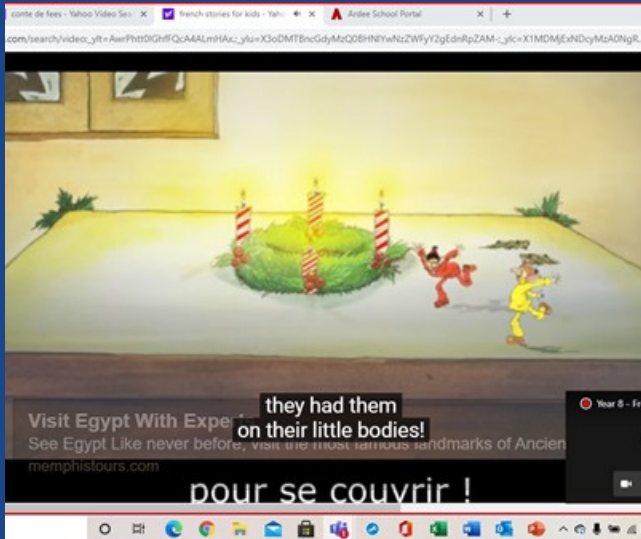 conte de fees - Yahoo Video Sea
french stories for kids - Yah
Ardee School Portal
they had them
on their little bodies!
Year 8 - Fr
Visit Egypt With Expe
See Egypt Like never before, visit the most famous landmarks of Ancien
memphistours.com
pour se couvrir !